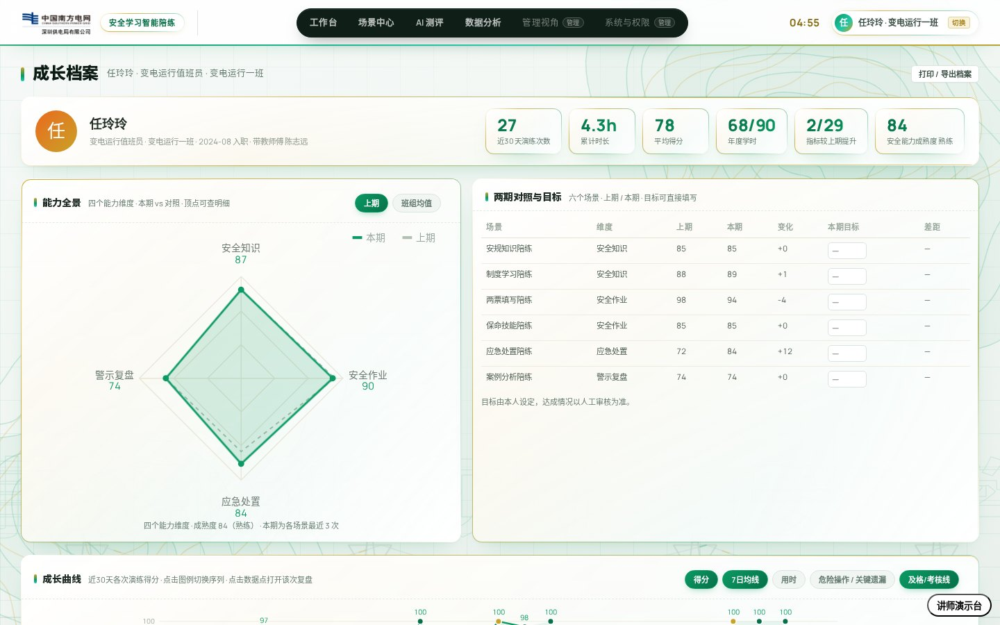 中国南方电网
CHINA SOUTHERN POWER GRID
深圳供电局有限公司
安全学习智能陪练
工作台 场景中心 AI 测评 数据分析 管理视角 管理 系统与权限 管理
04:55
任 任玲玲 · 变电运行一班 切换
成长档案 任玲玲 · 变电运行值班员 · 变电运行一班
打印 / 导出档案
任
任玲玲
变电运行值班员 · 变电运行一班 · 2024-08 入职 · 带教师傅 陈志远
27
近30天演练次数
4.3h
累计时长
78
平均得分
68/90
年度学时
2/29
指标较上期提升
84
安全能力成熟度 熟练
能力全景 四个能力维度 · 本期 vs 对照 · 顶点可查明细
上期 班组均值
本期 上期
安全知识
87
警示复盘
74
安全作业
90
应急处置
84
四个能力维度 · 成熟度 84（熟练） · 本期为各场景最近 3 次
两期对照与目标 六个场景 · 上期 / 本期 · 目标可直接填写
场景 维度 上期 本期 变化 本期目标 差距
安规知识陪练 安全知识 85 85 +0 — —
制度学习陪练 安全知识 88 89 +1 — —
两票填写陪练 安全作业 98 94 -4 — —
保命技能陪练 安全作业 85 85 +0 — —
应急处置陪练 应急处置 72 84 +12 — —
案例分析陪练 警示复盘 74 74 +0 — —
目标由本人设定，达成情况以人工审核为准。
成长曲线 近30天各次演练得分 · 点击图例切换序列 · 点击数据点打开该次复盘
得分 7日均线 用时 危险操作 / 关键遗漏 及格/考核线
讲师演示台
100 97 100 100 98 100 100 100 100